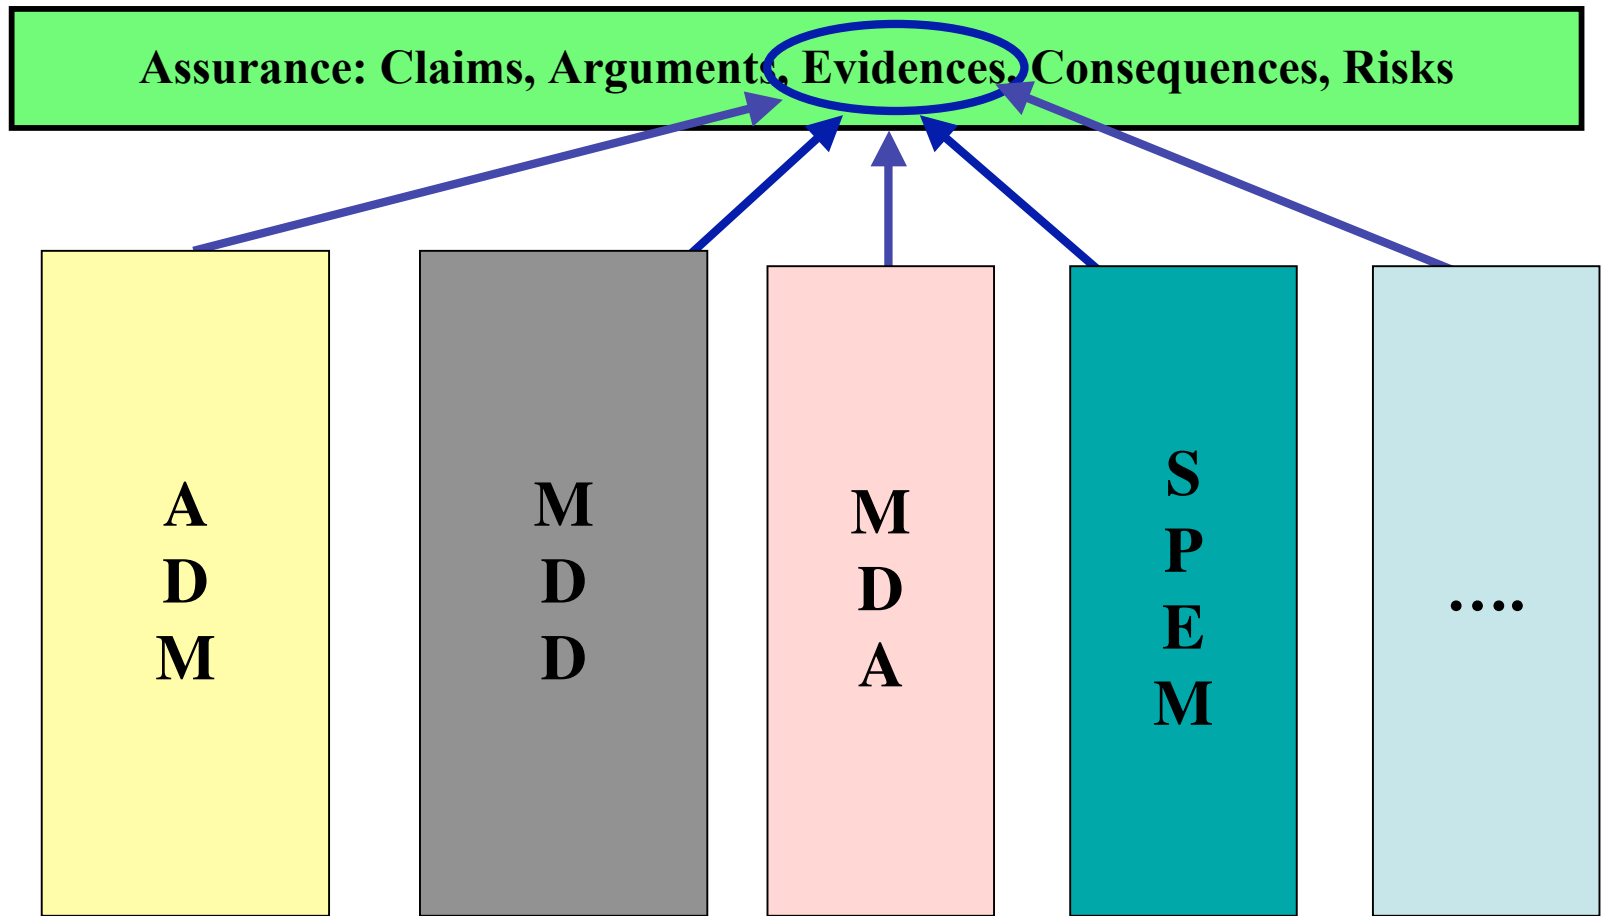 Assurance: Claims, Arguments, Evidences, Consequences, Risks
A
D
M
M
D
D
M
D
A
S
P
E
M
....